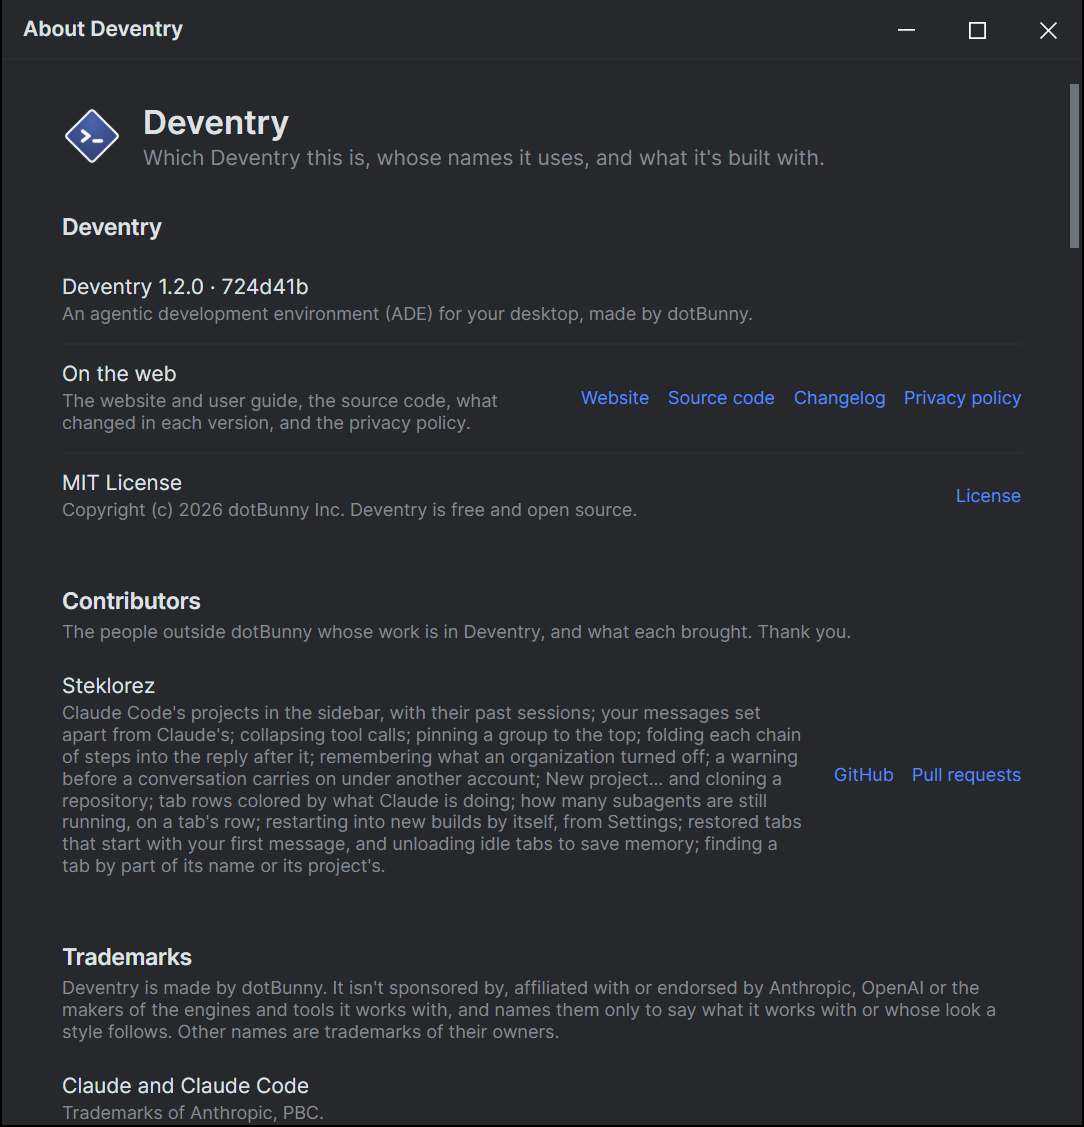 About Deventry
Deventry
Which Deventry this is, whose names it uses, and what it's built with.
Deventry
Deventry 1.2.0 · 724d41b
An agentic development environment (ADE) for your desktop, made by dotBunny.
On the web
The website and user guide, the source code, what
changed in each version, and the privacy policy.
Website Source code Changelog Privacy policy
MIT License
Copyright (c) 2026 dotBunny Inc. Deventry is free and open source.
License
Contributors
The people outside dotBunny whose work is in Deventry, and what each brought. Thank you.
Steklorez
Claude Code's projects in the sidebar, with their past sessions; your messages set
apart from Claude's; collapsing tool calls; pinning a group to the top; folding each chain
of steps into the reply after it; remembering what an organization turned off; a warning
before a conversation carries on under another account; New project... and cloning a
repository; tab rows colored by what Claude is doing; how many subagents are still
running, on a tab's row; restarting into new builds by itself, from Settings; restored tabs
that start with your first message, and unloading idle tabs to save memory; finding a
tab by part of its name or its project's.
GitHub Pull requests
Trademarks
Deventry is made by dotBunny. It isn't sponsored by, affiliated with or endorsed by Anthropic, OpenAI or the
makers of the engines and tools it works with, and names them only to say what it works with or whose look a
style follows. Other names are trademarks of their owners.
Claude and Claude Code
Trademarks of Anthropic, PBC.